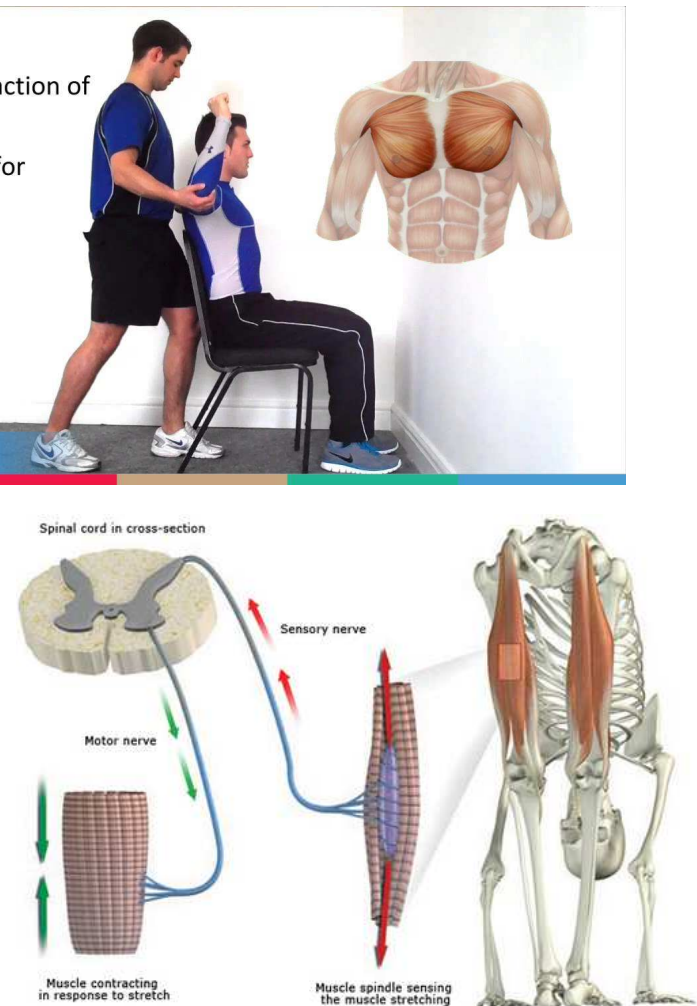 action of
for
Spinal cord in cross-section
Sensory nerve
Motor nerve
Muscle contracting
in response to stretch
Muscle spindle sensing
the muscle stretching